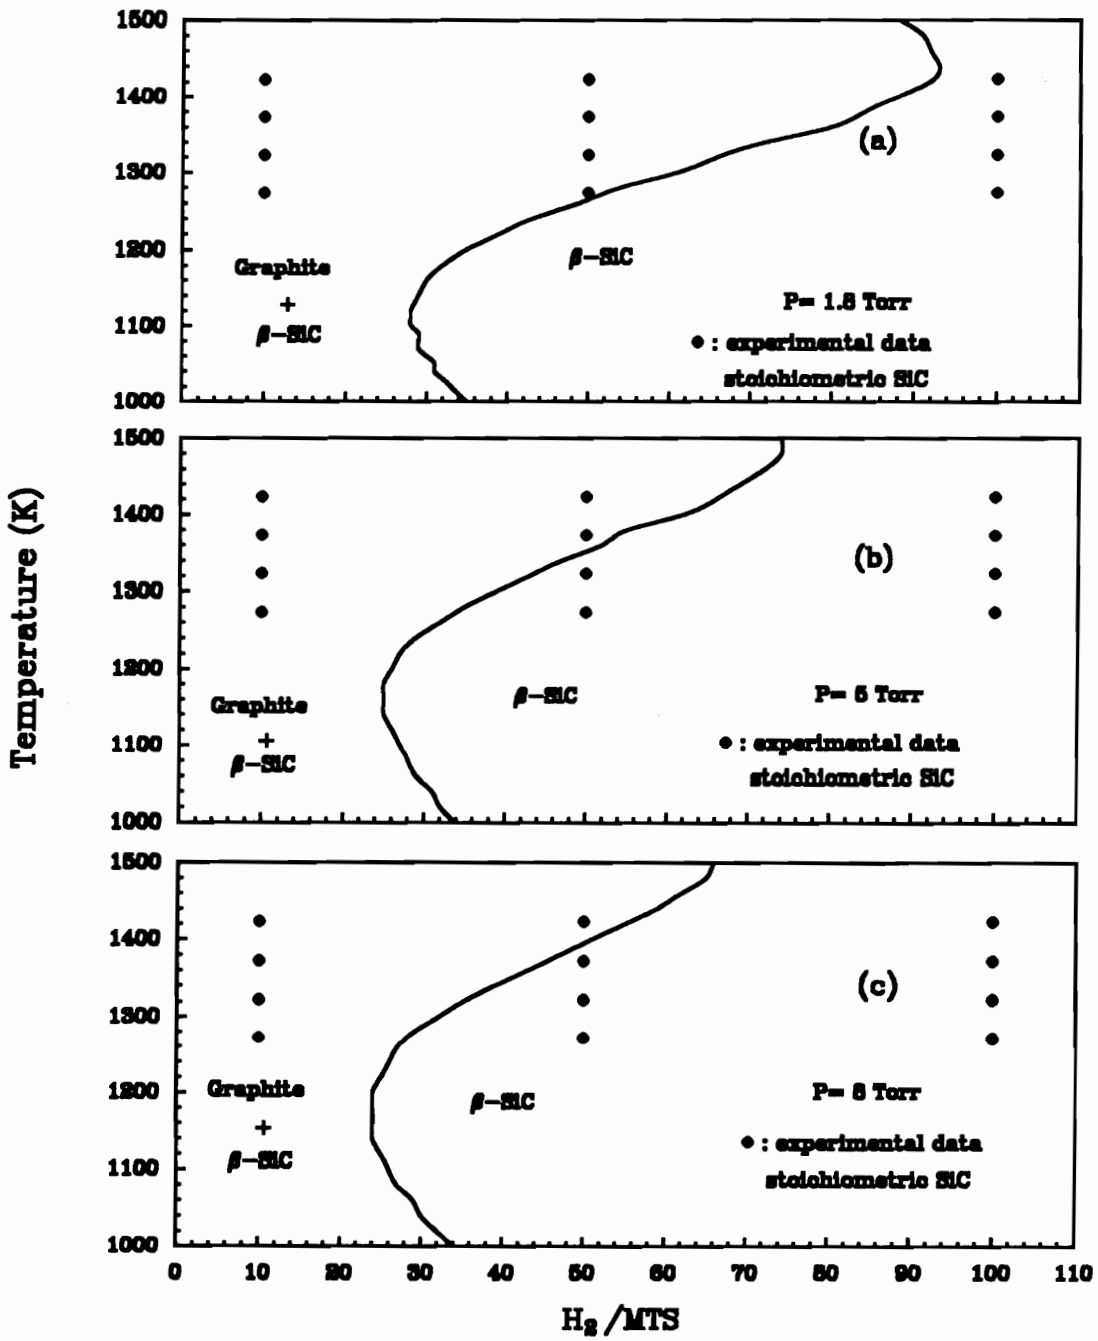 1500
1400
1300
1200
1100
1000
(a)
Graphite
+
β-SiC
β-SiC
P= 1.8 Torr
● : experimental data
stoichiometric SiC
1500
1400
1300
1200
1100
1000
(b)
Graphite
+
β-SiC
β-SiC
P= 5 Torr
● : experimental data
stoichiometric SiC
Temperature (K)
1500
1400
1300
1200
1100
1000
(c)
Graphite
+
β-SiC
β-SiC
P= 8 Torr
● : experimental data
stoichiometric SiC
0 10 20 30 40 50 60 70 80 90 100 110
H₂/MTS